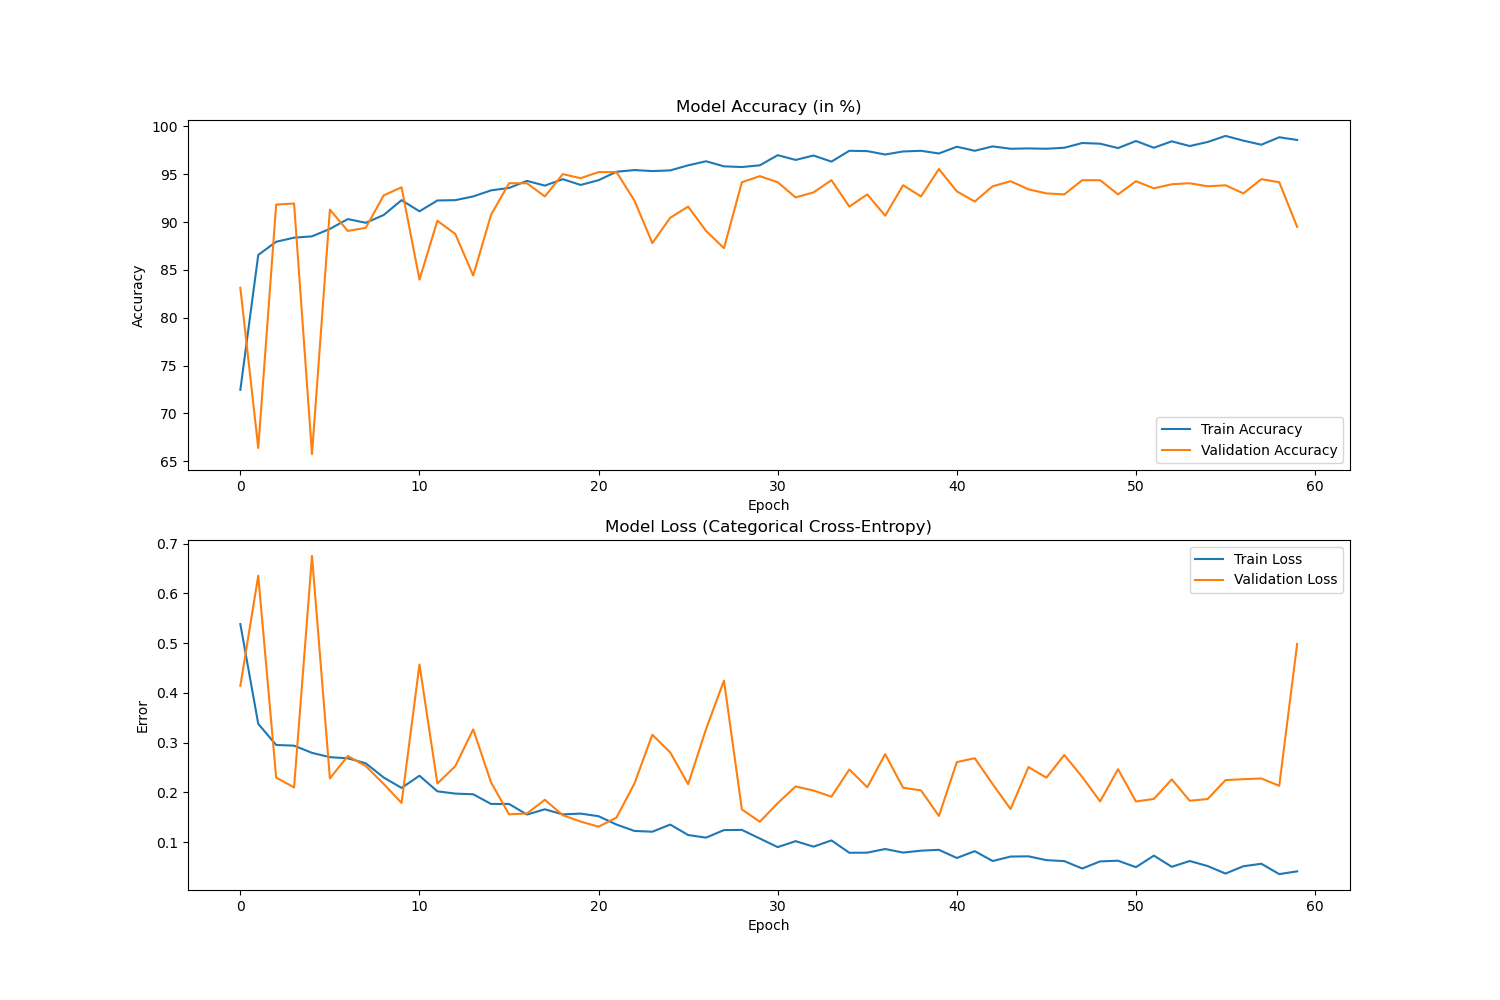 Model Accuracy (in %)
100
95
90
85
80
75
70
65
Accuracy
Train Accuracy
Validation Accuracy
0 10 20 30 40 50 60
Epoch
Model Loss (Categorical Cross-Entropy)
0.7
0.6
0.5
0.4
0.3
0.2
0.1
Error
Train Loss
Validation Loss
0 10 20 30 40 50 60
Epoch